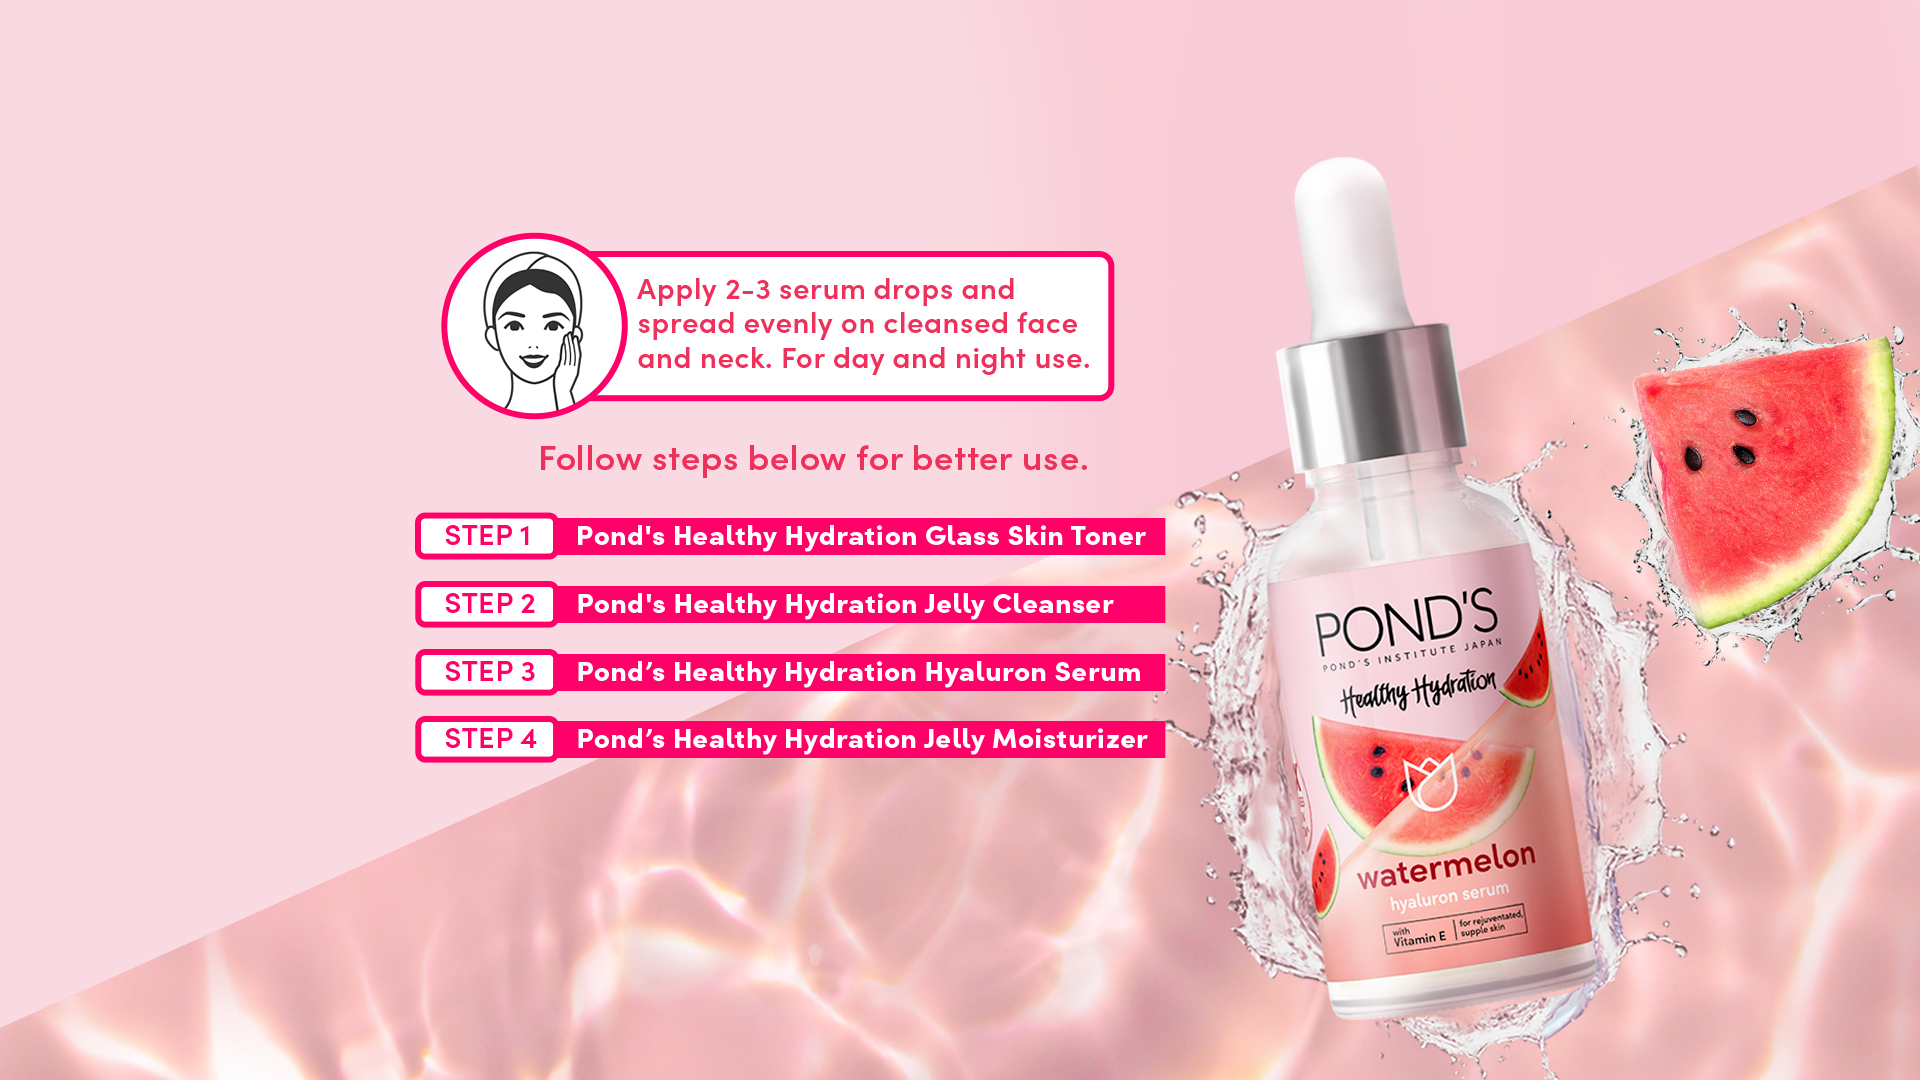 Apply 2-3 serum drops and
spread evenly on cleansed face
and neck. For day and night use.
Follow steps below for better use.
STEP 1 Pond's Healthy Hydration Glass Skin Toner
STEP 2 Pond's Healthy Hydration Jelly Cleanser
STEP 3 Pond’s Healthy Hydration Hyaluron Serum
STEP 4 Pond’s Healthy Hydration Jelly Moisturizer
POND'S
POND'S INSTITUTE JAPAN
Healthy Hydration
watermelon
hyaluron serum
with
Vitamin E
for rejuventated,
supple skin